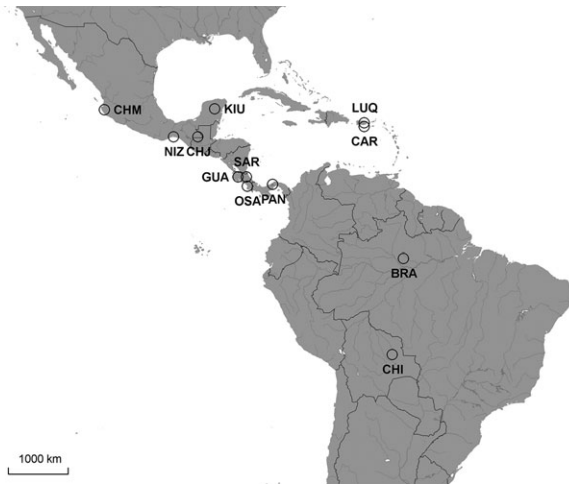 CHM
KIU
LUQ
CAR
NIZ
CHJ
SAR
GUA
OSA
PAN
BRA
CHI
1000 km